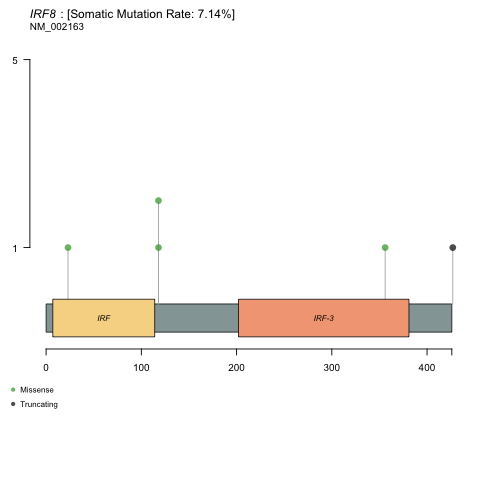 IRF8 : [Somatic Mutation Rate: 7.14%]
NM_002163
5
1
IRF
IRF-3
0 100 200 300 400
Missense
Truncating